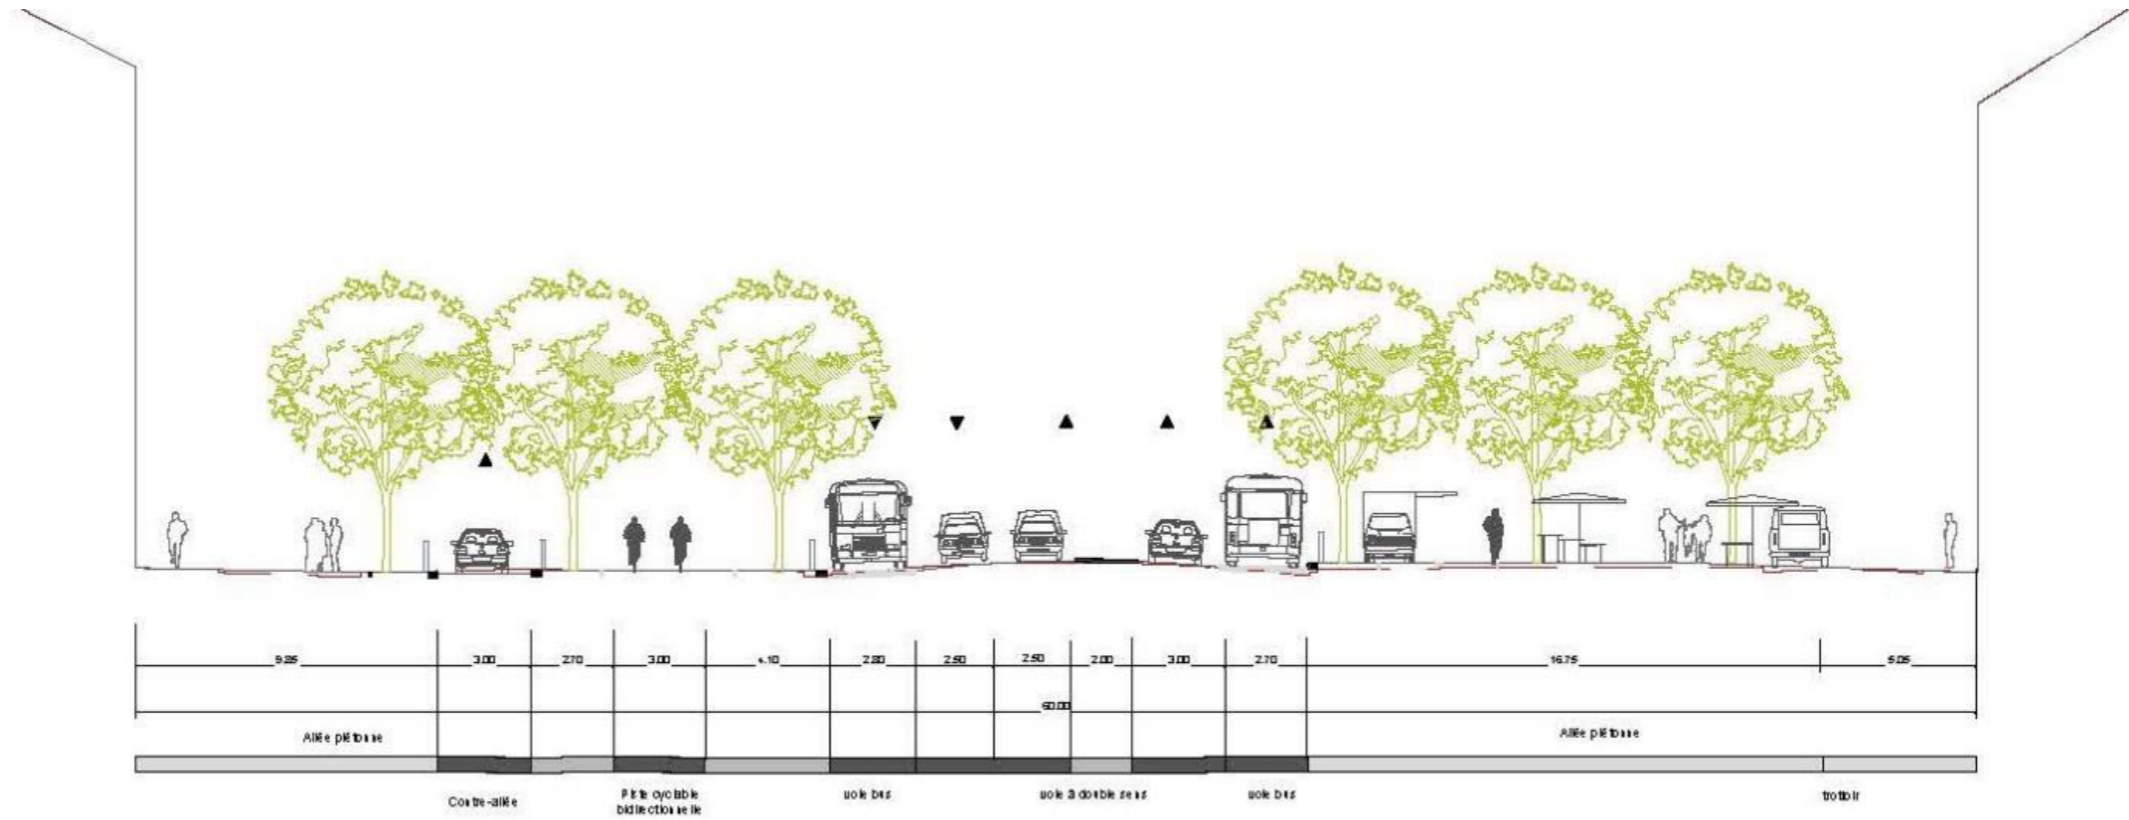 9.85 3.00 2.70 3.00 4.10 2.80 2.50 2.50 2.00 3.00 2.70 16.75 5.05
60.00
Allée piétonne Allée piétonne
Contre-allée Piste cyclable voie bus voie à double sens voie bus trottoir
bidirectionnelle